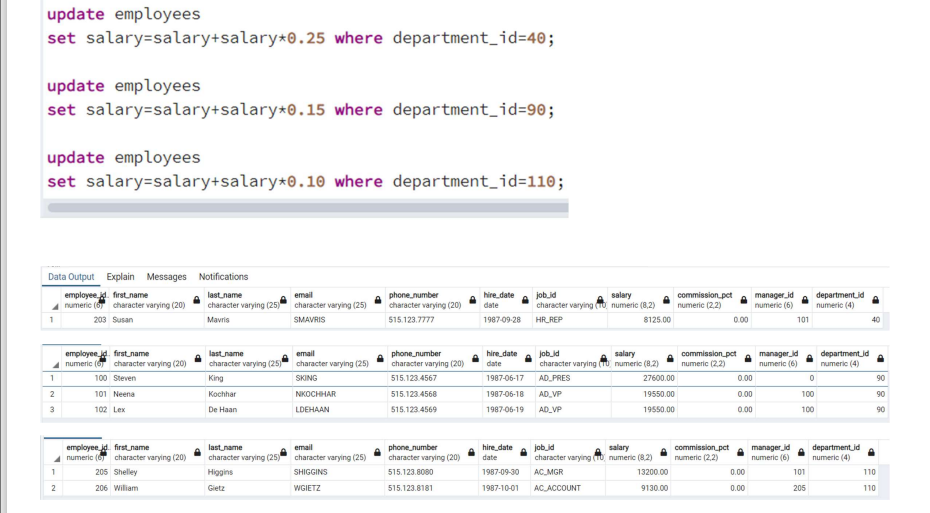 update employees
set salary=salary+salary*0.25 where department_id=40;
update employees
set salary=salary+salary*0.15 where department_id=90;
update employees
set salary=salary+salary*0.10 where department_id=110;
Data Output Explain Messages Notifications
employee_id first_name last_name email phone_number hire_date job_id salary commission_pct manager_id department_id
numeric (6) character varying (20) character varying (25) character varying (25) character varying (20) date character varying (10) numeric (8,2) numeric (2,2) numeric (6) numeric (4)
1 203 Susan Mavris SMAVRIS 515.123.7777 1987-09-28 HR_REP 8125.00 0.00 101 40
employee_id first_name last_name email phone_number hire_date job_id salary commission_pct manager_id department_id
numeric (6) character varying (20) character varying (25) character varying (25) character varying (20) date character varying (10) numeric (8,2) numeric (2,2) numeric (6) numeric (4)
1 100 Steven King SKING 515.123.4567 1987-06-17 AD_PRES 27600.00 0.00 0 90
2 101 Neena Kochhar NKOCHHAR 515.123.4568 1987-06-18 AD_VP 19550.00 0.00 100 90
3 102 Lex De Haan LDEHAAN 515.123.4569 1987-06-19 AD_VP 19550.00 0.00 100 90
employee_id first_name last_name email phone_number hire_date job_id salary commission_pct manager_id department_id
numeric (6) character varying (20) character varying (25) character varying (25) character varying (20) date character varying (10) numeric (8,2) numeric (2,2) numeric (6) numeric (4)
1 205 Shelley Higgins SHIGGINS 515.123.8080 1987-09-30 AC_MGR 13200.00 0.00 101 110
2 206 William Gietz WGIETZ 515.123.8181 1987-10-01 AC_ACCOUNT 9130.00 0.00 205 110